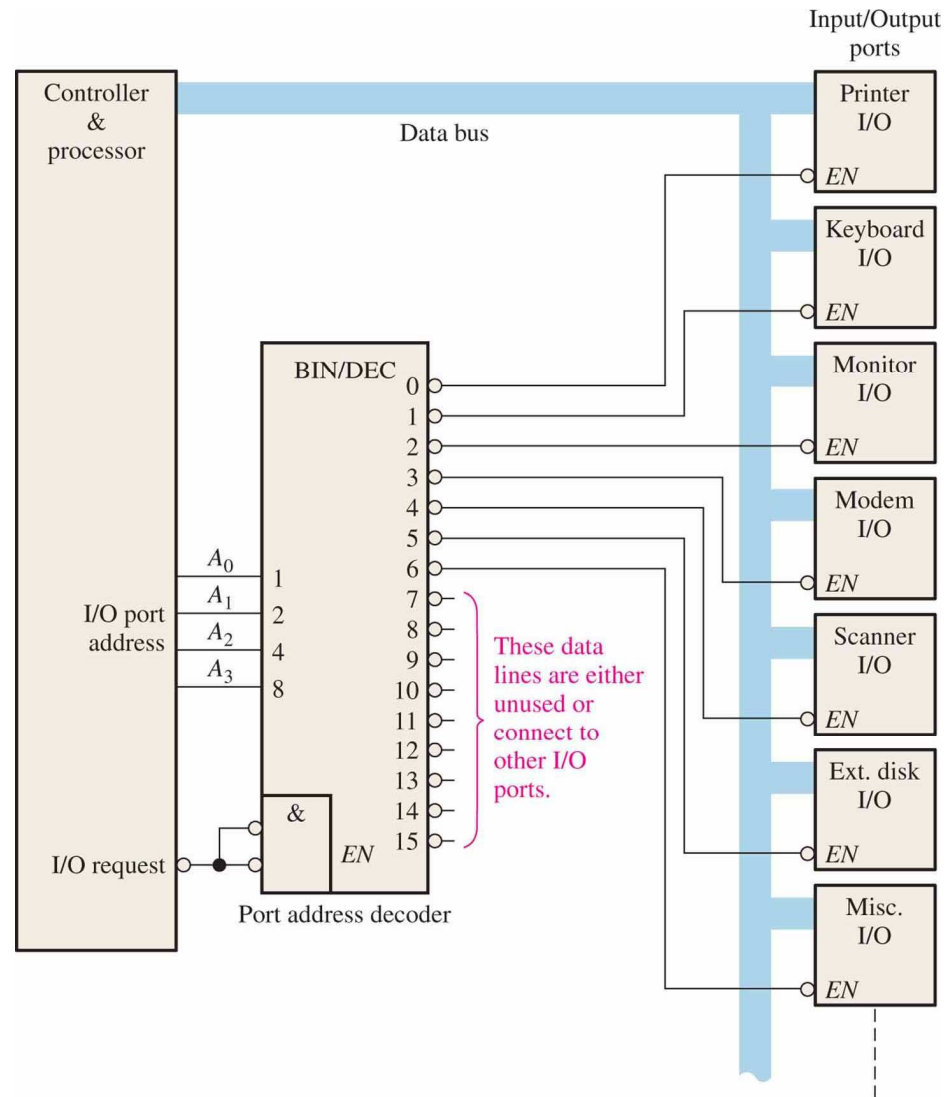 Input/Output
ports
Controller
&
processor
Data bus
Printer
I/O
EN
Keyboard
I/O
EN
Monitor
I/O
EN
Modem
I/O
EN
Scanner
I/O
EN
Ext. disk
I/O
EN
Misc.
I/O
EN
BIN/DEC
0
1
2
3
4
5
6
7
8
9
10
11
12
13
14
15
A0
A1
A2
A3
I/O port
address
1
2
4
8
These data
lines are either
unused or
connect to
other I/O
ports.
&
EN
I/O request
Port address decoder